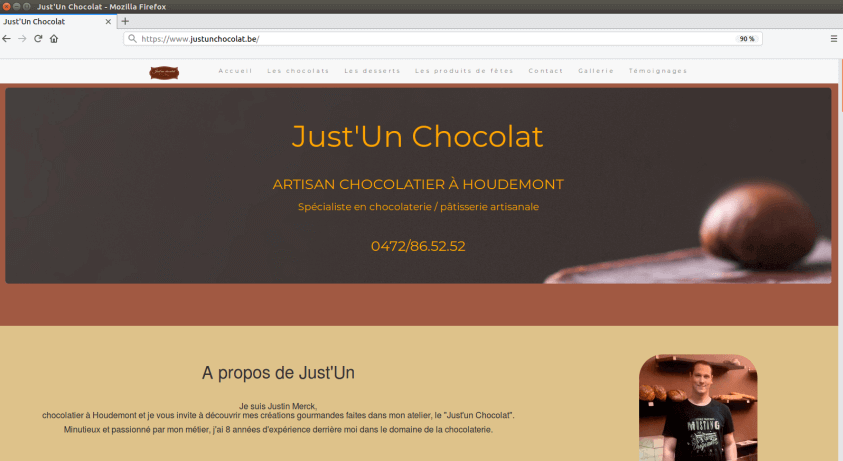 Just'Un Chocolat - Mozilla Firefox
Just'Un Chocolat
https://www.justunchocolat.be/
90 %
Accueil Les chocolats Les desserts Les produits de fêtes Contact Gallerie Témoignages
Just'Un Chocolat
ARTISAN CHOCOLATIER À HOUDEMONT
Spécialiste en chocolaterie / pâtisserie artisanale
0472/86.52.52
A propos de Just'Un
Je suis Justin Merck,
chocolatier à Houdemont et je vous invite à découvrir mes créations gourmandes faites dans mon atelier, le "Just'un Chocolat".
Minutieux et passionné par mon métier, j'ai 8 années d'expérience derrière moi dans le domaine de la chocolaterie.
MUSTANG